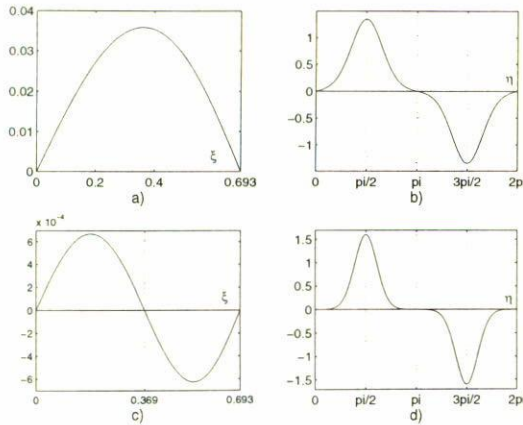 0.04
0.03
0.02
0.01
0
ξ
0 0.2 0.4 0.693
a)
1
0.5
0
−0.5
−1
η
0 pi/2 pi 3pi/2 2p
b)
x 10⁻⁴
6
4
2
0
−2
−4
−6
ξ
0 0.369 0.693
c)
1.5
1
0.5
0
−0.5
−1
−1.5
η
0 pi/2 pi 3pi/2 2p
d)